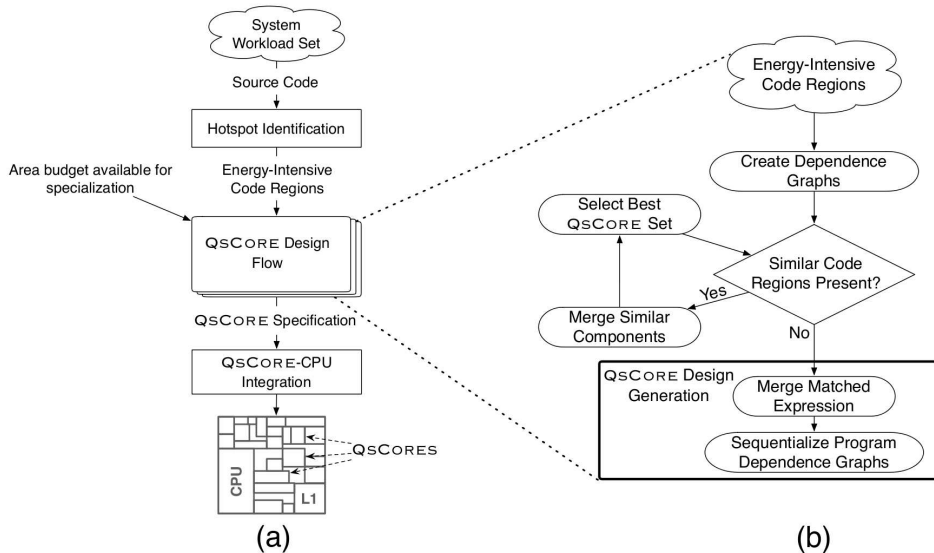 System
Workload Set
Source Code
Hotspot Identification
Area budget available for
specialization
Energy-Intensive
Code Regions
QSCORE Design
Flow
QSCORE Specification
QSCORE-CPU
Integration
QSCORES
CPU
L1
(a)
Energy-Intensive
Code Regions
Create Dependence
Graphs
Select Best
QSCORE Set
Similar Code
Regions Present?
Yes
Merge Similar
Components
No
QSCORE Design
Generation
Merge Matched
Expression
Sequentialize Program
Dependence Graphs
(b)